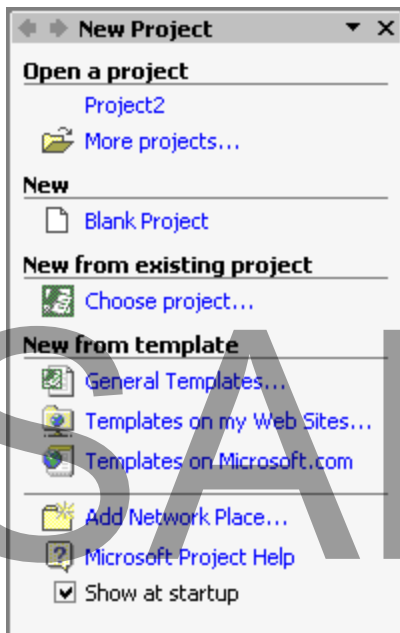 New Project
Open a project
Project2
More projects...
New
Blank Project
New from existing project
Choose project...
New from template
General Templates...
Templates on my Web Sites...
Templates on Microsoft.com
Add Network Place...
Microsoft Project Help
Show at startup